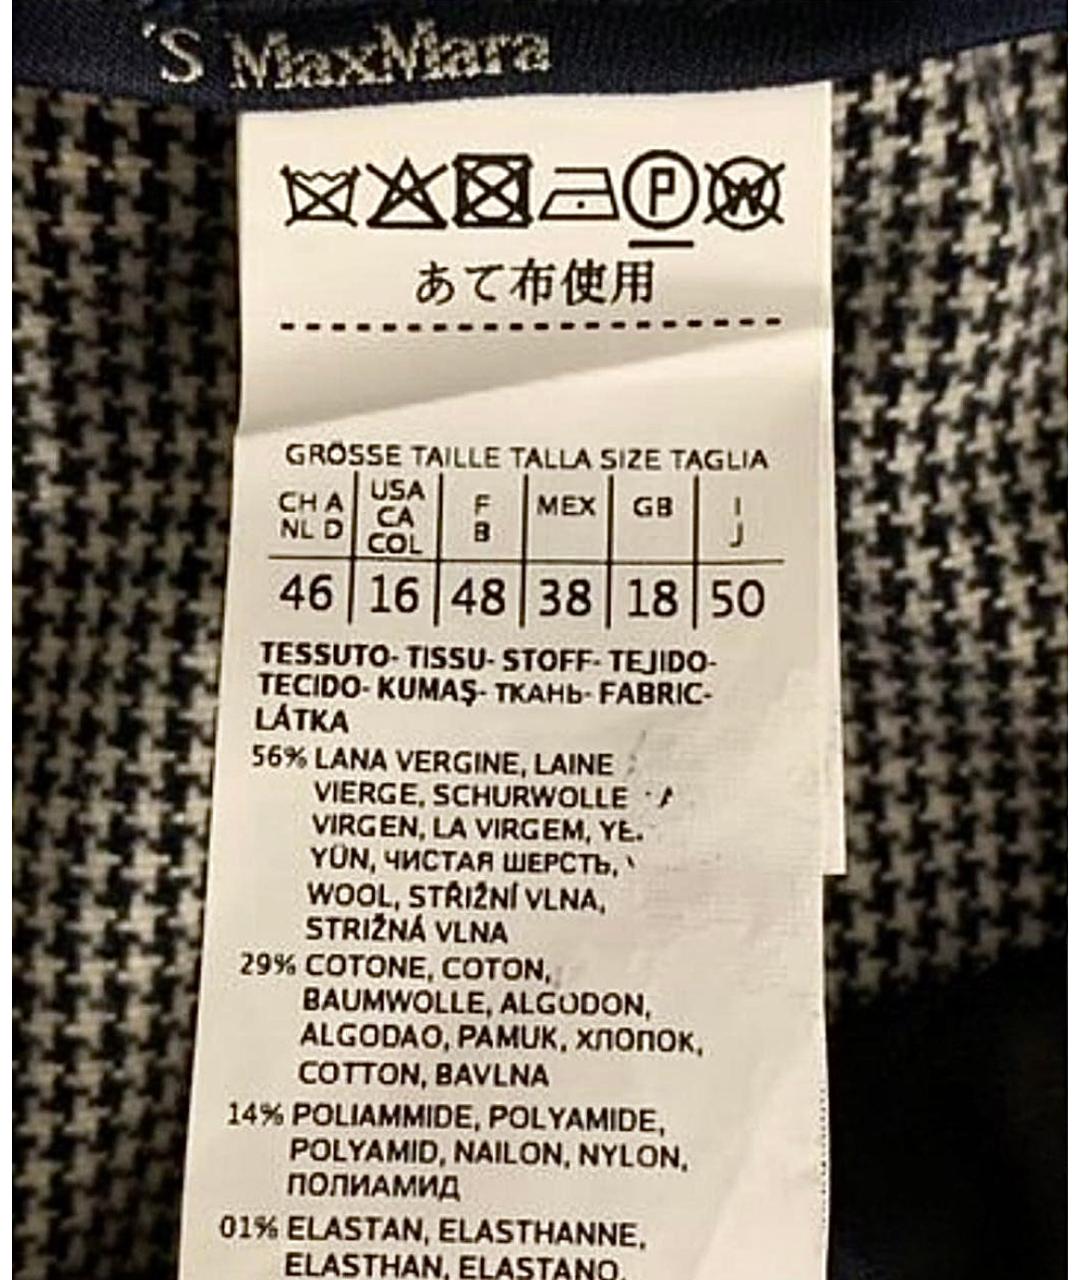 'S MaxMara
P W
あて布使用
GRÖSSE TAILLE TALLA SIZE TAGLIA
CH A NL D | USA CA COL | F B | MEX | GB | I J
46 | 16 | 48 | 38 | 18 | 50
TESSUTO- TISSU- STOFF- TEJIDO-
TECIDO- KUMAŞ- ТКАНЬ- FABRIC-
LÁTKA
56% LANA VERGINE, LAINE
VIERGE, SCHURWOLLE
VIRGEN, LA VIRGEM,
YÜN, ЧИСТАЯ ШЕРСТЬ,
WOOL, STŘIŽNÍ VLNA,
STRIŽNÁ VLNA
29% COTONE, COTON,
BAUMWOLLE, ALGODON,
ALGODAO, PAMUK, ХЛОПОК,
COTTON, BAVLNA
14% POLIAMMIDE, POLYAMIDE,
POLYAMID, NAILON, NYLON,
ПОЛИАМИД
01% ELASTAN, ELASTHANNE,
ELASTHAN, ELASTANO,